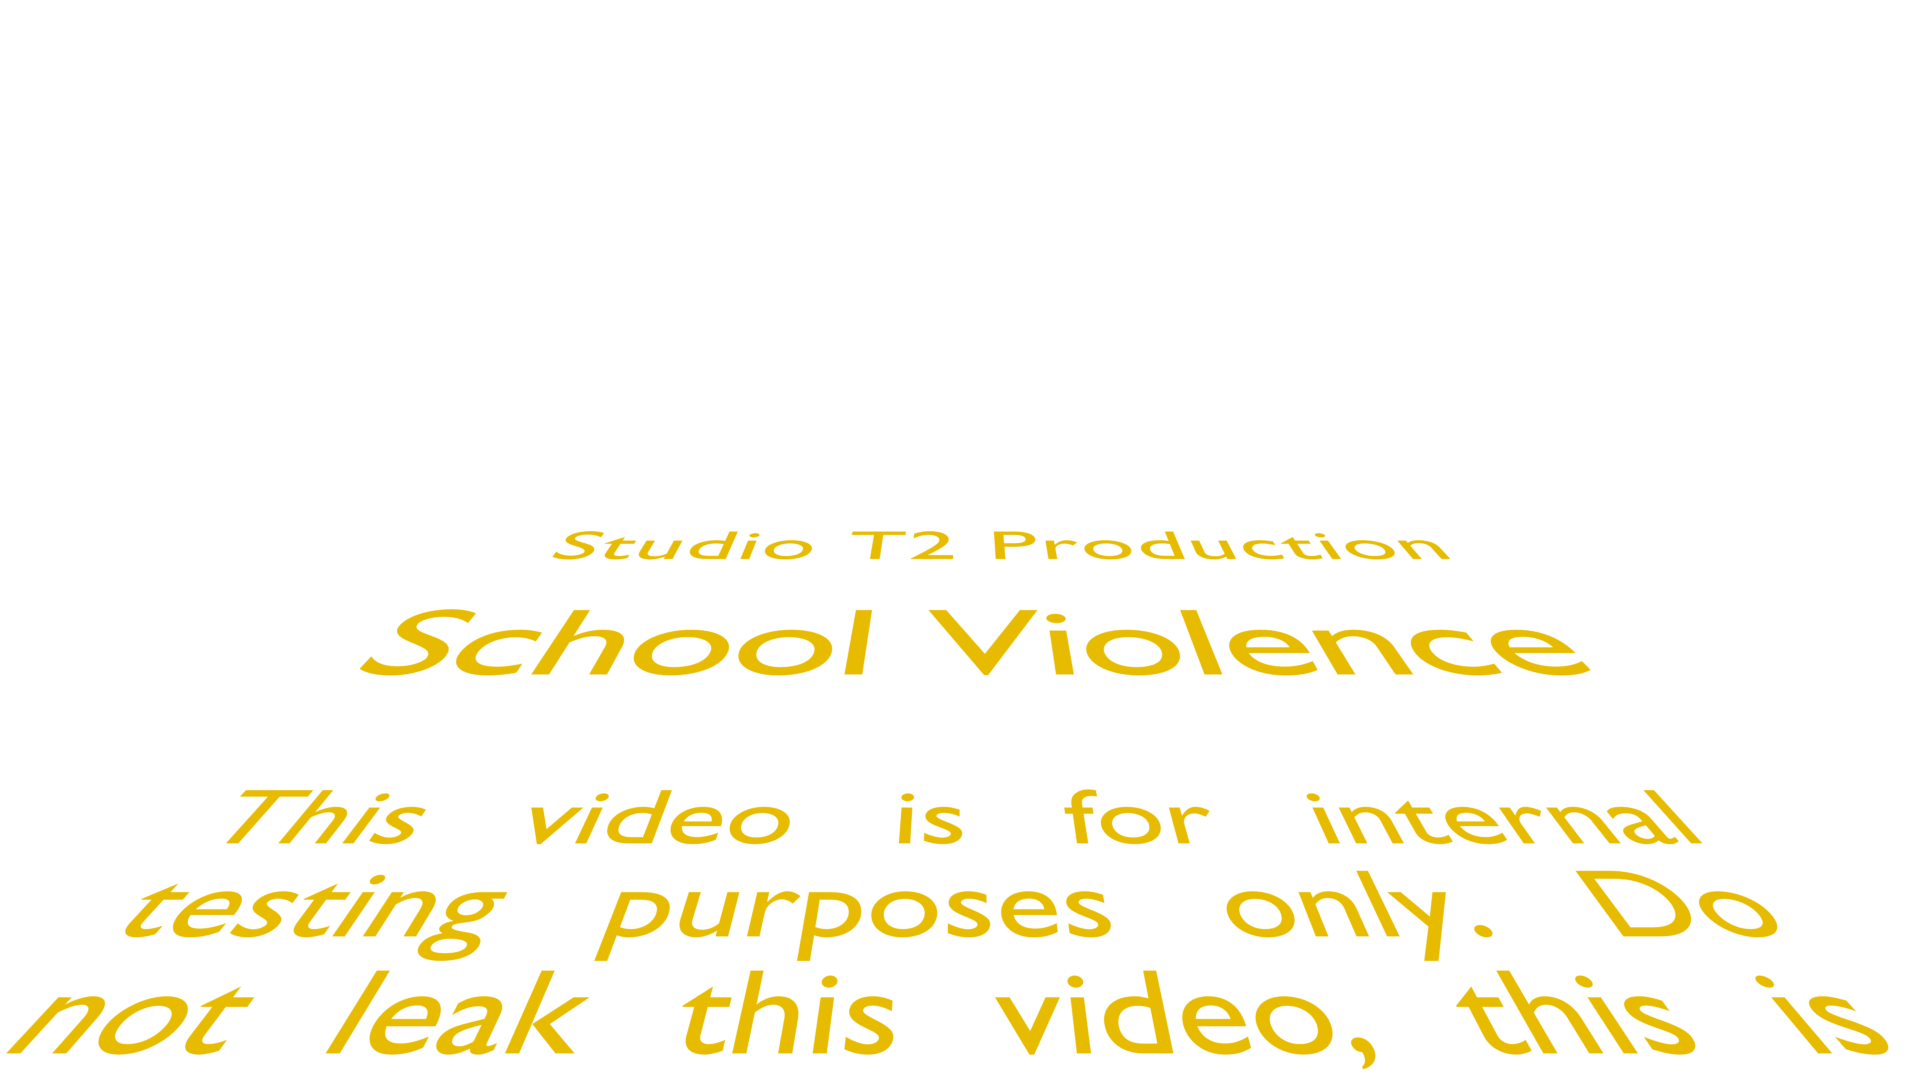 Studio T2 Production
School Violence
This video is for internal
testing purposes only. Do
not leak this video, this is